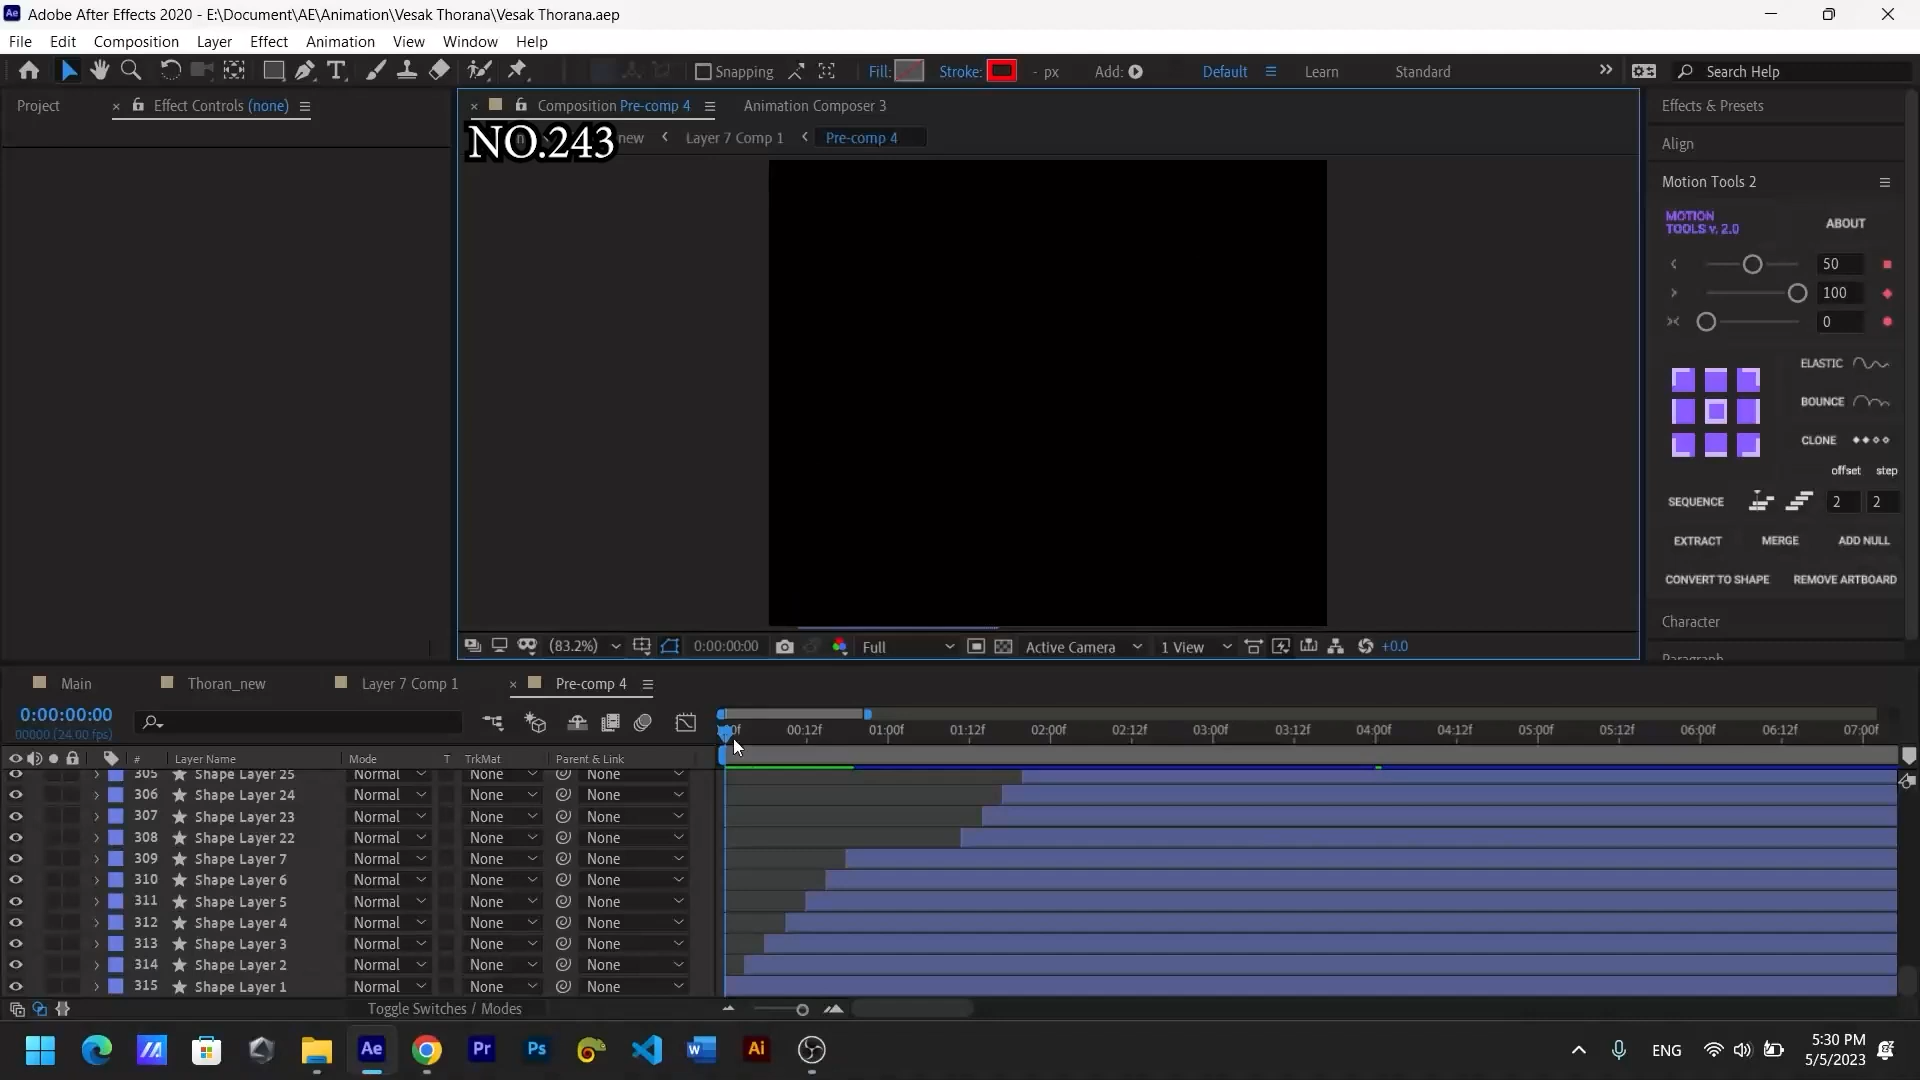 Adobe After Effects 2020 - E:\Document\AE\Animation\Vesak Thorana\Vesak Thorana.aep
File Edit Composition Layer Effect Animation View Window Help
Snapping Fill: Stroke: - px Add: Default Learn Standard Search Help
Project Effect Controls (none) Composition Pre-comp 4 Animation Composer 3 Effects & Presets
NO.243 new Layer 7 Comp 1 Pre-comp 4
Align
Motion Tools 2
MOTION
TOOLS v. 2.0 ABOUT
50
100
0
ELASTIC
BOUNCE
CLONE
offset step
SEQUENCE 2 2
EXTRACT MERGE ADD NULL
CONVERT TO SHAPE REMOVE ARTBOARD
Character
Paragraph
(83.2%) 0:00:00:00 Full Active Camera 1 View +0.0
Main Thoran_new Layer 7 Comp 1 Pre-comp 4
0:00:00:00
00000 (24.00 fps)
00:12f 01:00f 01:12f 02:00f 02:12f 03:00f 03:12f 04:00f 04:12f 05:00f 05:12f 06:00f 06:12f 07:00f
# Layer Name Mode T TrkMat Parent & Link
305 Shape Layer 25 Normal None None
306 Shape Layer 24 Normal None None
307 Shape Layer 23 Normal None None
308 Shape Layer 22 Normal None None
309 Shape Layer 7 Normal None None
310 Shape Layer 6 Normal None None
311 Shape Layer 5 Normal None None
312 Shape Layer 4 Normal None None
313 Shape Layer 3 Normal None None
314 Shape Layer 2 Normal None None
315 Shape Layer 1 Normal None None
Toggle Switches / Modes
Ae Pr Ps W Ai ENG
5:30 PM
5/5/2023